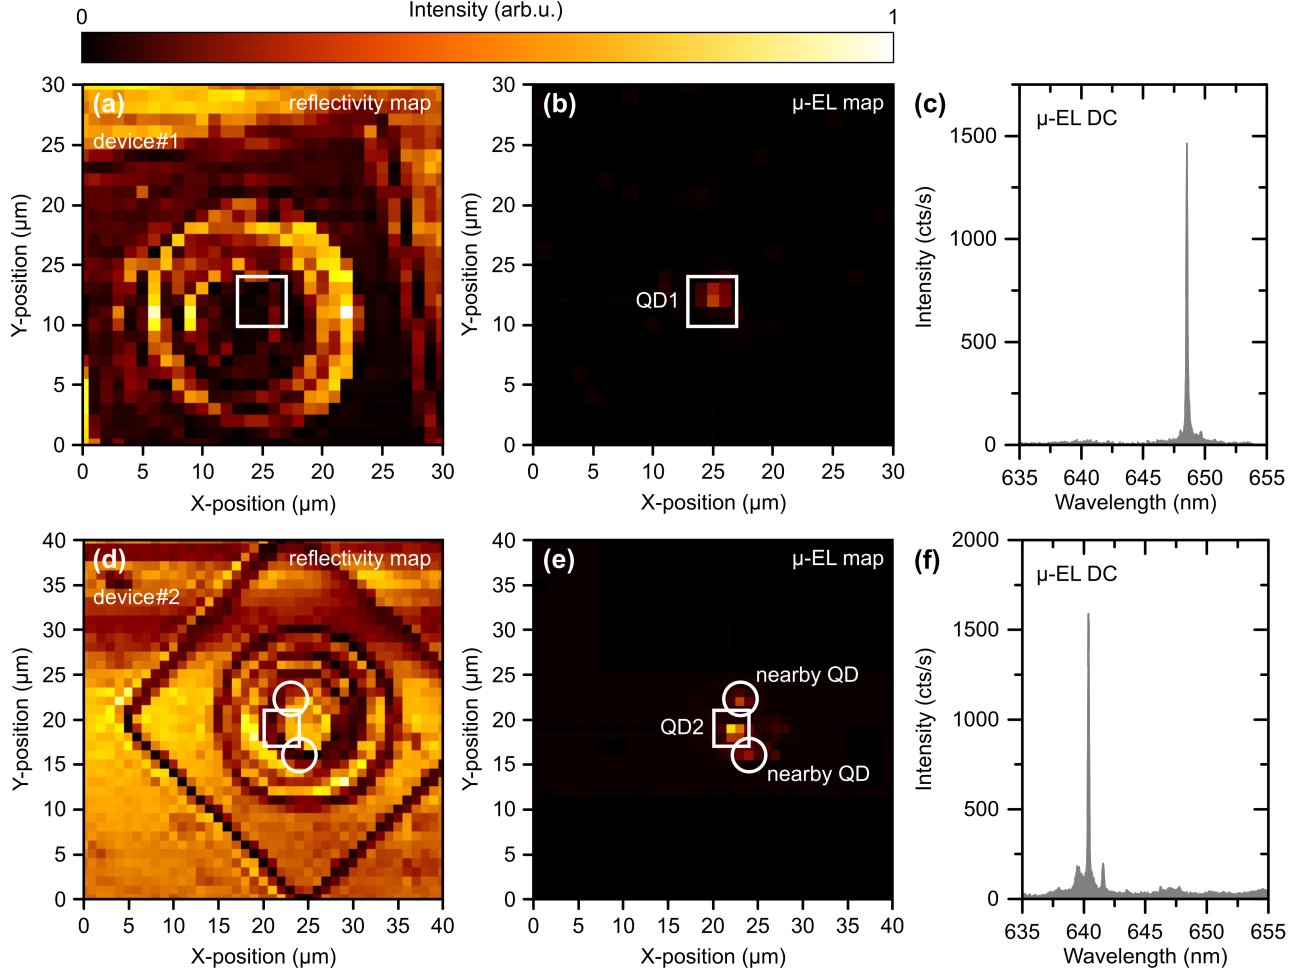 Intensity (arb.u.)
0 1
(a) reflectivity map
device#1
30
25
20
25
10
5
0
Y-position (µm)
0 5 10 25 20 25 30
X-position (µm)
(b) µ-EL map
QD1
30
25
20
25
10
5
0
Y-position (µm)
0 5 10 25 20 25 30
X-position (µm)
(c)
µ-EL DC
1500
1000
500
0
Intensity (cts/s)
635 640 645 650 655
Wavelength (nm)
(d) reflectivity map
device#2
40
35
30
25
20
15
10
5
0
Y-position (µm)
0 5 10 15 20 25 30 35 40
X-position (µm)
(e) µ-EL map
nearby QD
QD2
nearby QD
40
35
30
25
20
15
10
5
0
Y-position (µm)
0 5 10 15 20 25 30 35 40
X-position (µm)
(f)
µ-EL DC
2000
1500
1000
500
0
Intensity (cts/s)
635 640 645 650 655
Wavelength (nm)